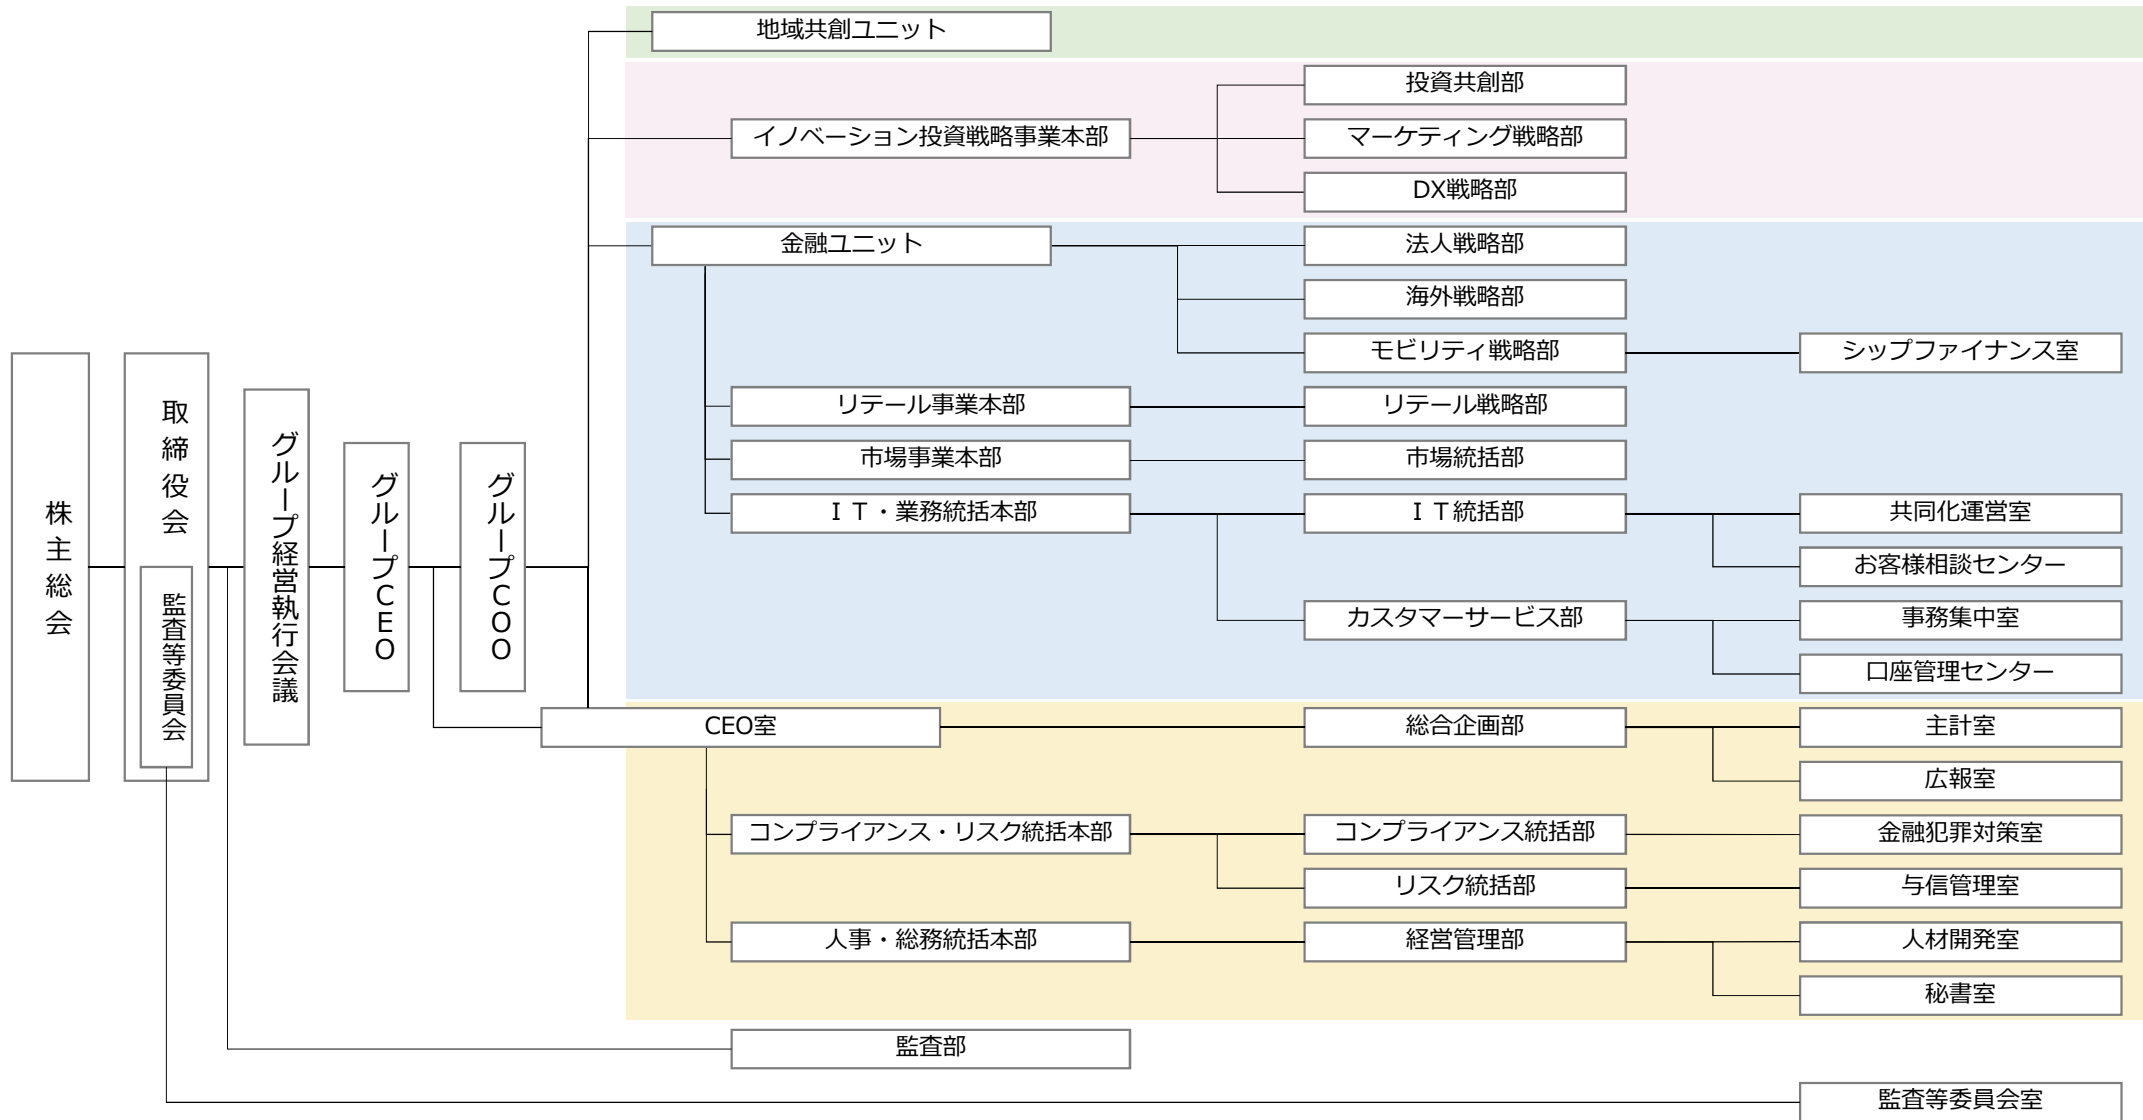 株主総会
取締役会
監査等委員会
グループ経営執行会議
グループCEO
グループCOO
地域共創ユニット
イノベーション投資戦略事業本部
投資共創部
マーケティング戦略部
DX戦略部
金融ユニット
法人戦略部
海外戦略部
モビリティ戦略部
シップファイナンス室
リテール事業本部
リテール戦略部
市場事業本部
市場統括部
ＩＴ・業務統括本部
ＩＴ統括部
共同化運営室
お客様相談センター
カスタマーサービス部
事務集中室
口座管理センター
CEO室
総合企画部
主計室
広報室
コンプライアンス・リスク統括本部
コンプライアンス統括部
金融犯罪対策室
リスク統括部
与信管理室
人事・総務統括本部
経営管理部
人材開発室
秘書室
監査部
監査等委員会室